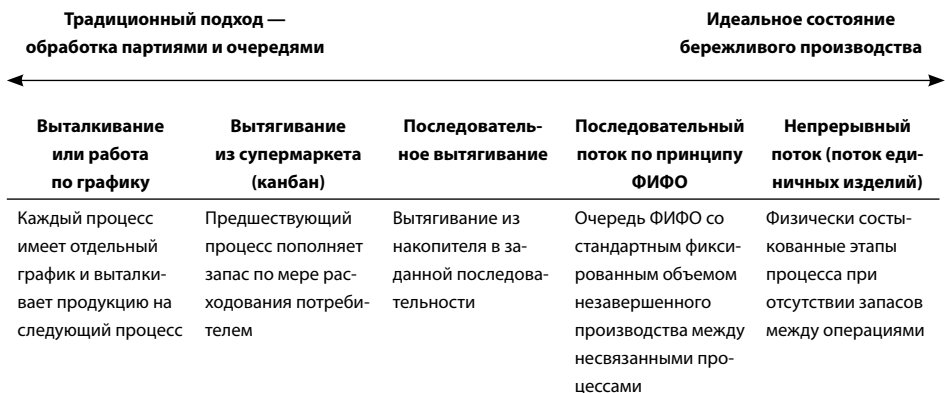 Традиционный подход —
обработка партиями и очередями
Идеальное состояние
бережливого производства
Выталкивание
или работа
по графику
Вытягивание
из супермаркета
(канбан)
Последователь-
ное вытягивание
Последовательный
поток по принципу
ФИФО
Непрерывный
поток (поток еди-
ничных изделий)
Каждый процесс
имеет отдельный
график и выталки-
вает продукцию на
следующий процесс
Предшествующий
процесс пополняет
запас по мере рас-
ходования потреби-
телем
Вытягивание из
накопителя в за-
данной последова-
тельности
Очередь ФИФО со
стандартным фикси-
рованным объемом
незавершенного
производства между
несвязанными про-
цессами
Физически состы-
кованные этапы
процесса при
отсутствии запасов
между операциями